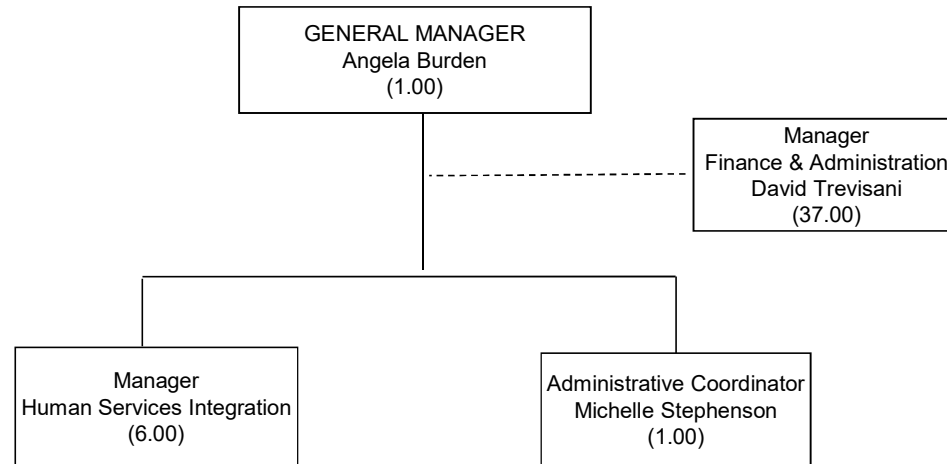 GENERAL MANAGER
Angela Burden
(1.00)
Manager
Finance & Administration
David Trevisani
(37.00)
Manager
Human Services Integration
(6.00)
Administrative Coordinator
Michelle Stephenson
(1.00)